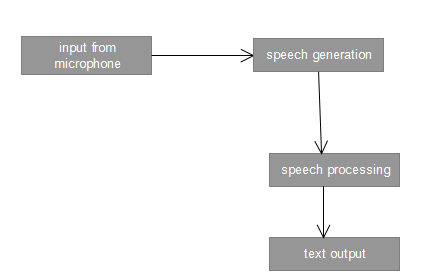 input from
microphone
speech generation
speech processing
text output